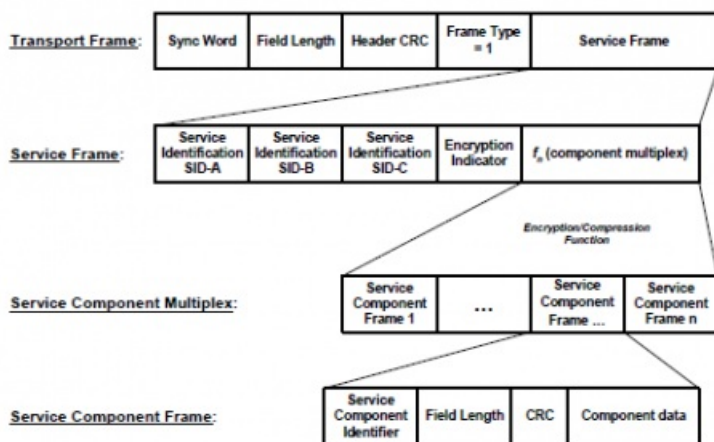 Transport Frame:
Sync Word
Field Length
Header CRC
Frame Type
= 1
Service Frame
Service Frame:
Service
Identification
SID-A
Service
Identification
SID-B
Service
Identification
SID-C
Encryption
Indicator
fn (component multiplex)
Encryption/Compression
Function
Service Component Multiplex:
Service
Component
Frame 1
...
Service
Component
Frame ...
Service
Component
Frame n
Service Component Frame:
Service
Component
Identifier
Field Length
CRC
Component data